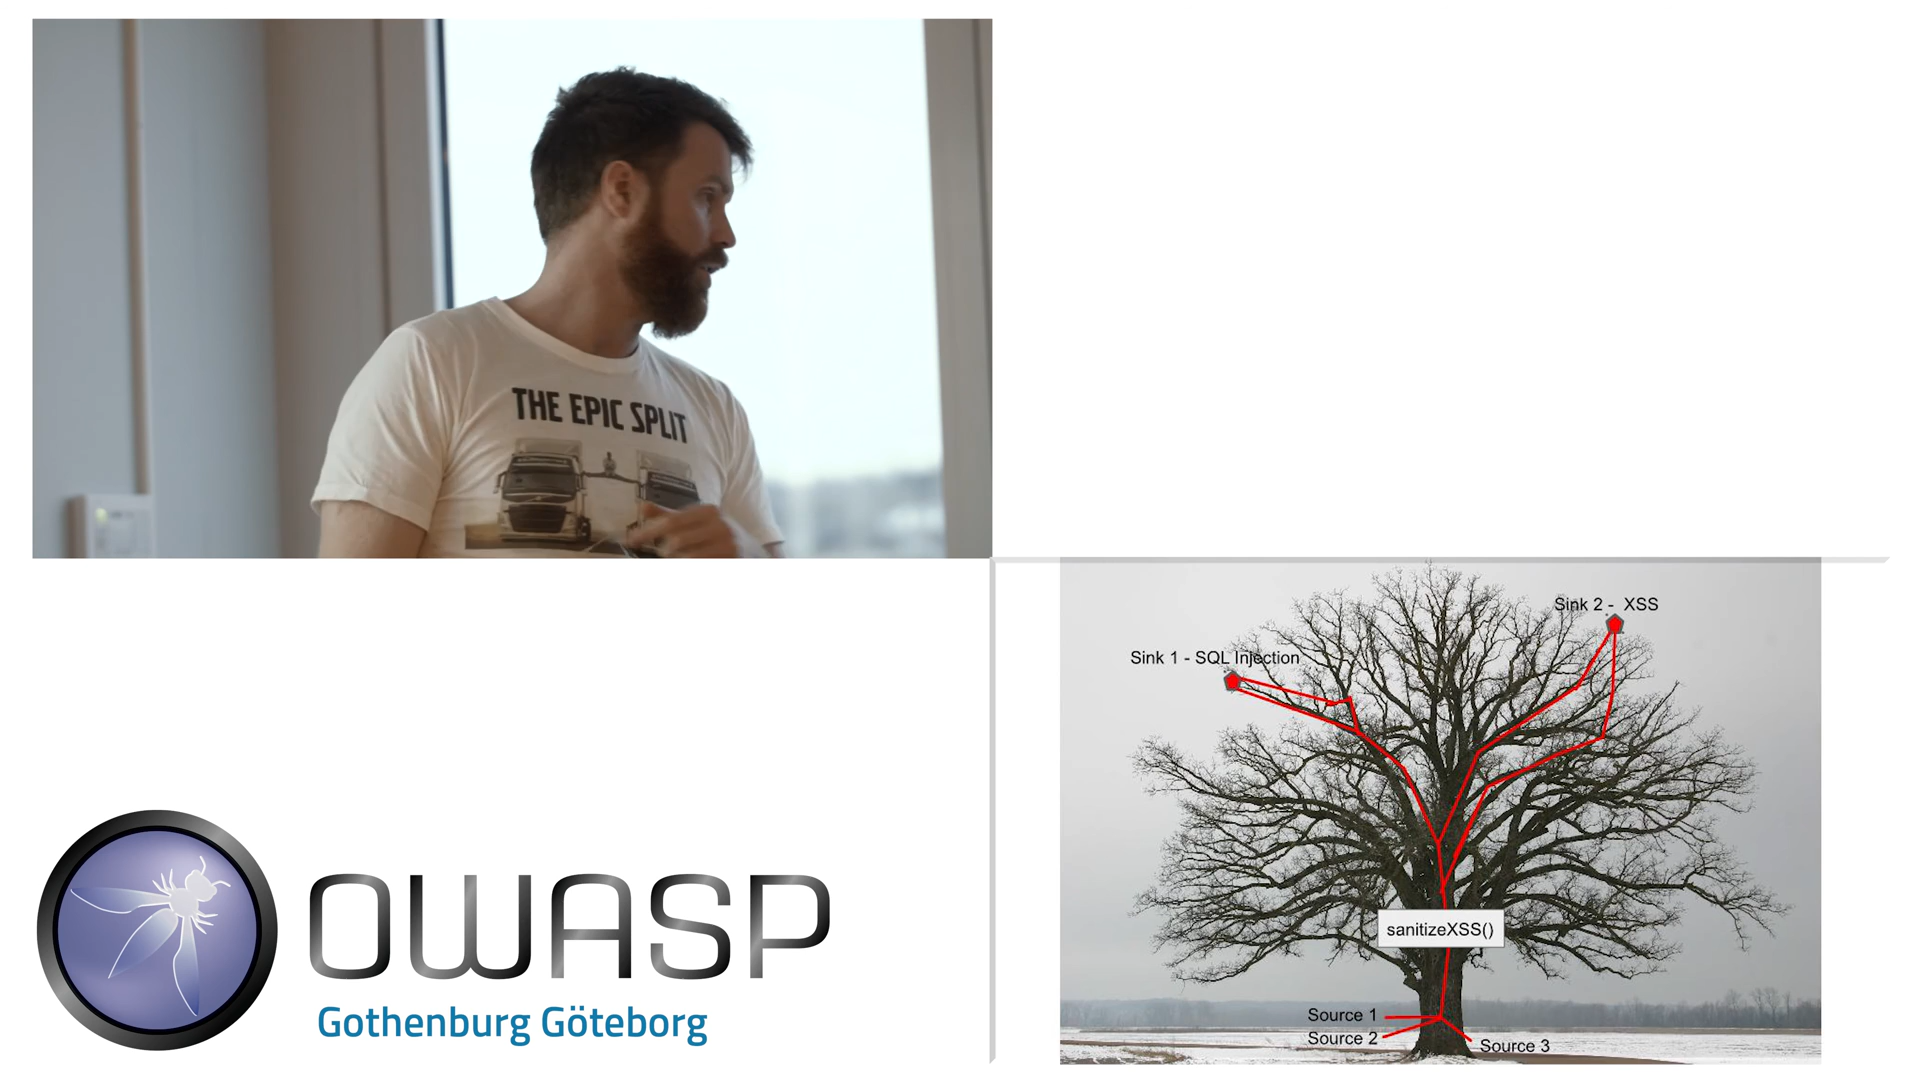 THE EPIC SPLIT
Sink 2 - XSS
Sink 1 - SQL Injection
sanitizeXSS()
Source 1
Source 2
Source 3
OWASP
Gothenburg Göteborg